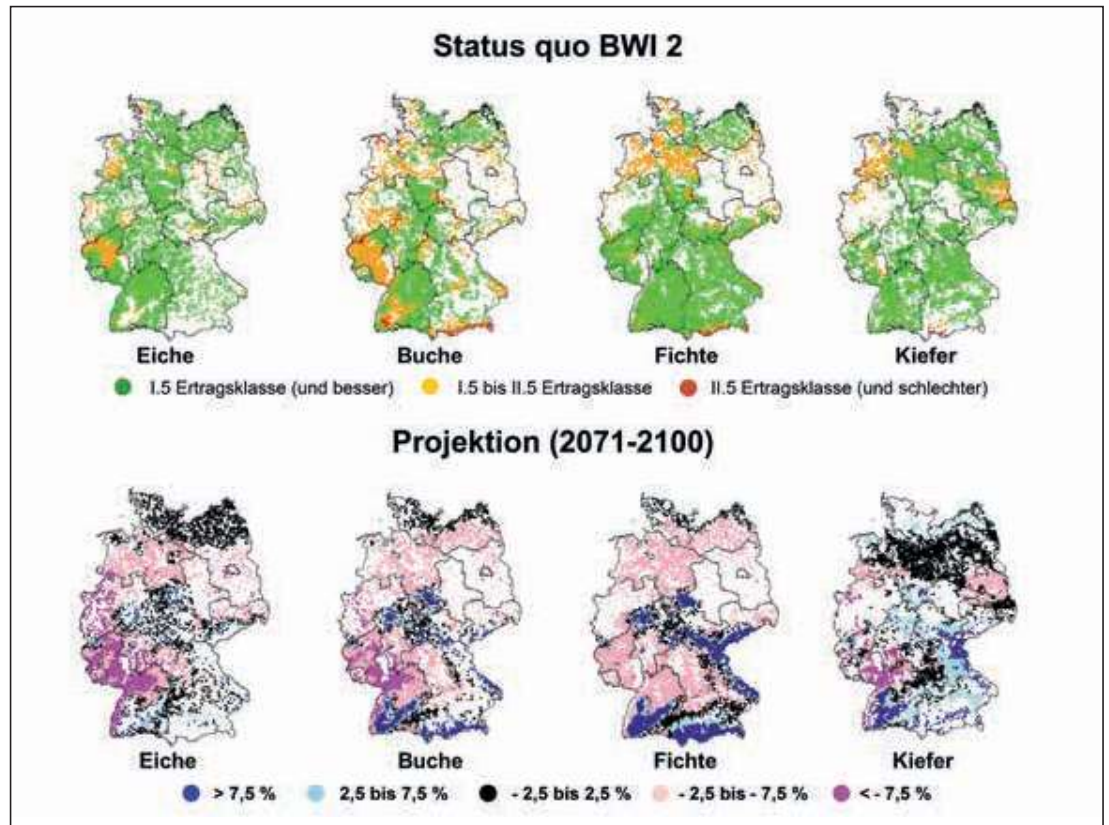 Status quo BWI 2
Eiche Buche Fichte Kiefer
I.5 Ertragsklasse (und besser) I.5 bis II.5 Ertragsklasse II.5 Ertragsklasse (und schlechter)
Projektion (2071-2100)
Eiche Buche Fichte Kiefer
> 7,5 % 2,5 bis 7,5 % - 2,5 bis 2,5 % - 2,5 bis - 7,5 % < - 7,5 %